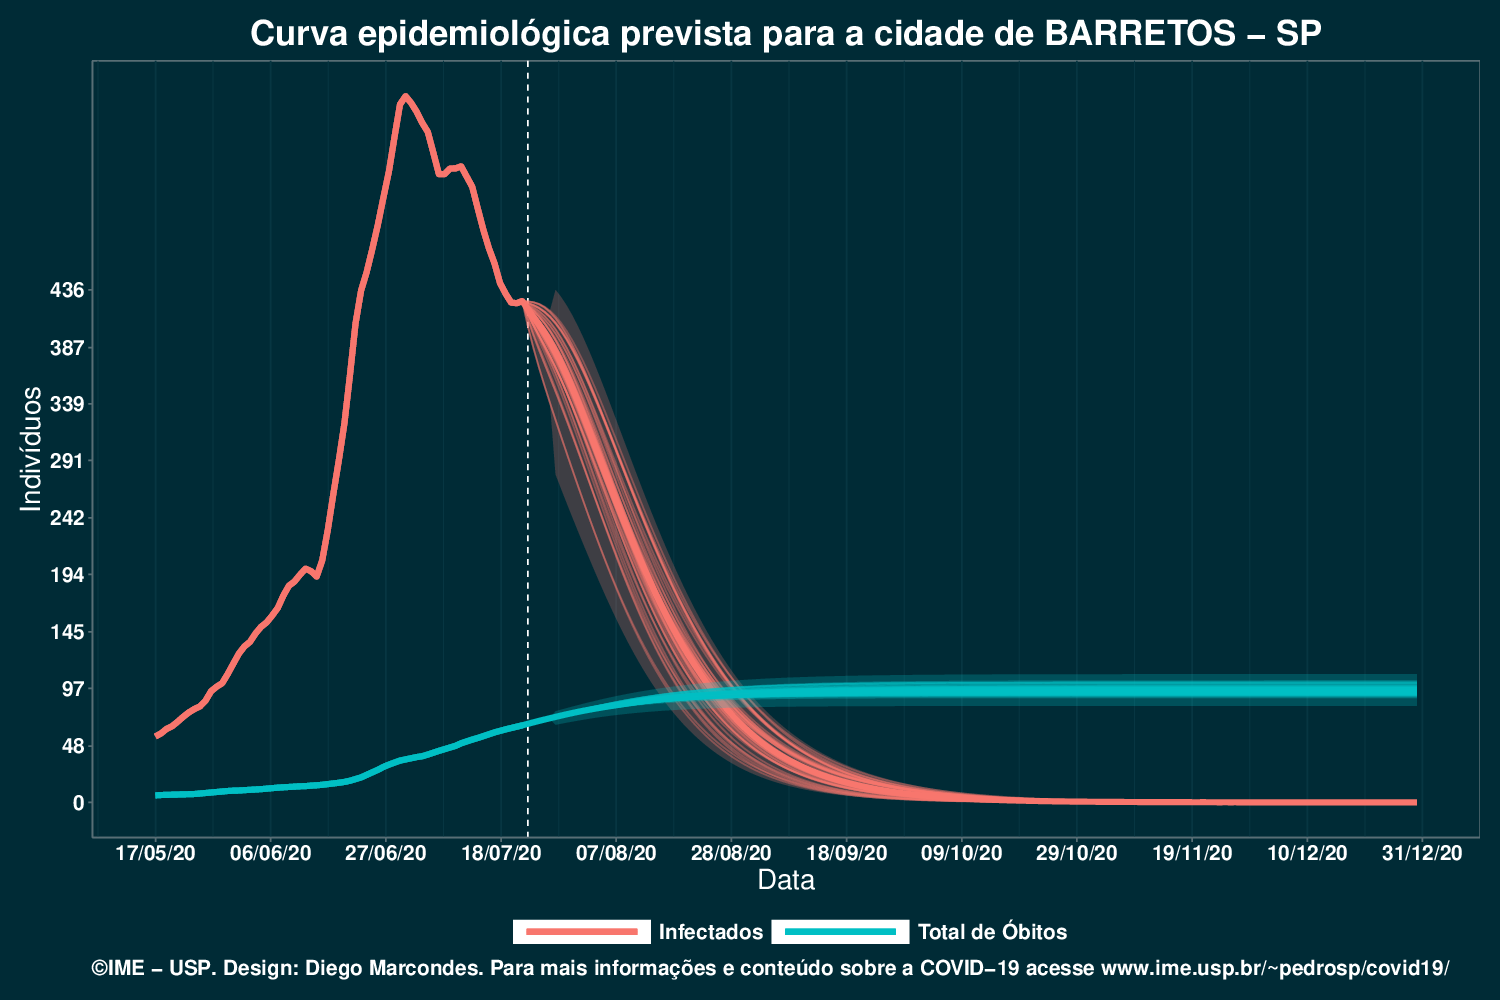 Curva epidemiológica prevista para a cidade de BARRETOS – SP
Indivíduos
436
387
339
291
242
194
145
97
48
0
17/05/20 06/06/20 27/06/20 18/07/20 07/08/20 28/08/20 18/09/20 09/10/20 29/10/20 19/11/20 10/12/20 31/12/20
Data
Infectados Total de Óbitos
©IME – USP. Design: Diego Marcondes. Para mais informações e conteúdo sobre a COVID–19 acesse www.ime.usp.br/~pedrosp/covid19/